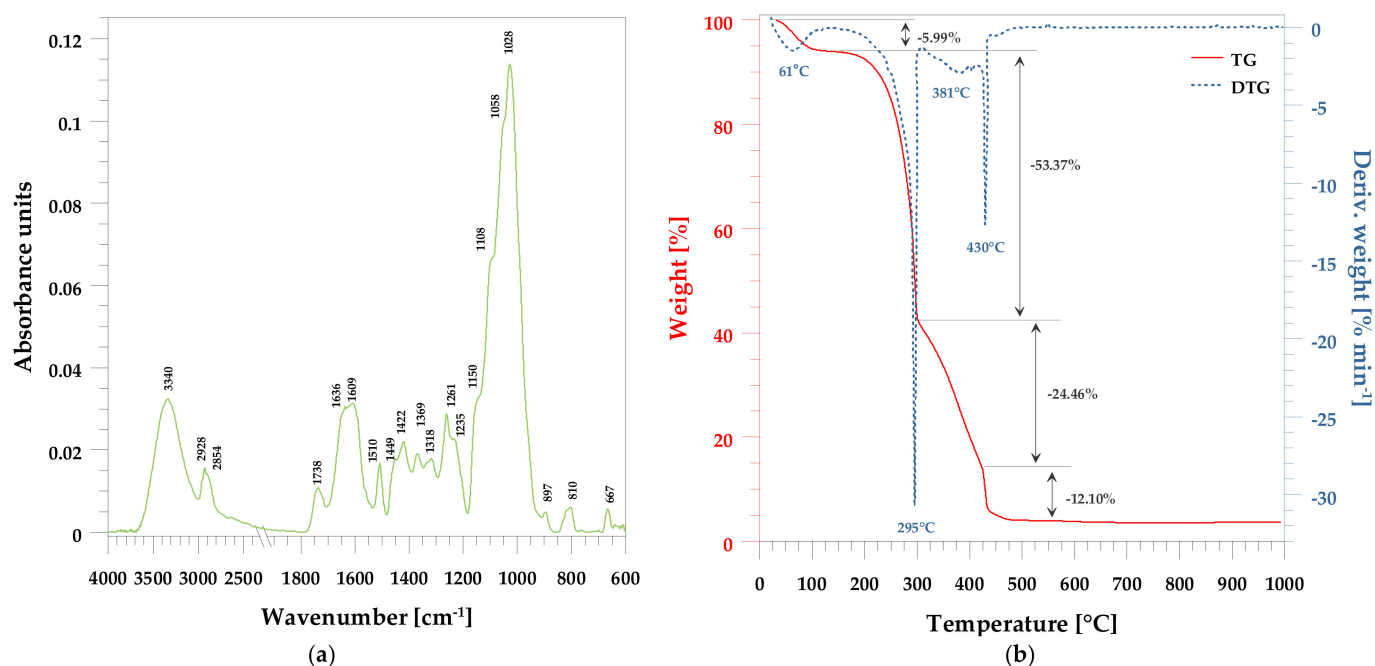 0.12
0.1
0.08
0.06
0.04
0.02
0
Absorbance units
3340
2928
2854
1738
1636
1609
1510
1449
1422
1369
1318
1261
1235
1150
1108
1058
1028
897
810
667
4000 3500 3000 2500 1800 1600 1400 1200 1000 800 600
Wavenumber [cm-1]
(a)
100
80
60
40
20
0
Weight [%]
-5.99%
61°C
381°C
-53.37%
430°C
-24.46%
-12.10%
295°C
TG
DTG
0
-5
-10
-15
-20
-25
-30
Deriv. weight [% min-1]
0 100 200 300 400 500 600 700 800 900 1000
Temperature [°C]
(b)